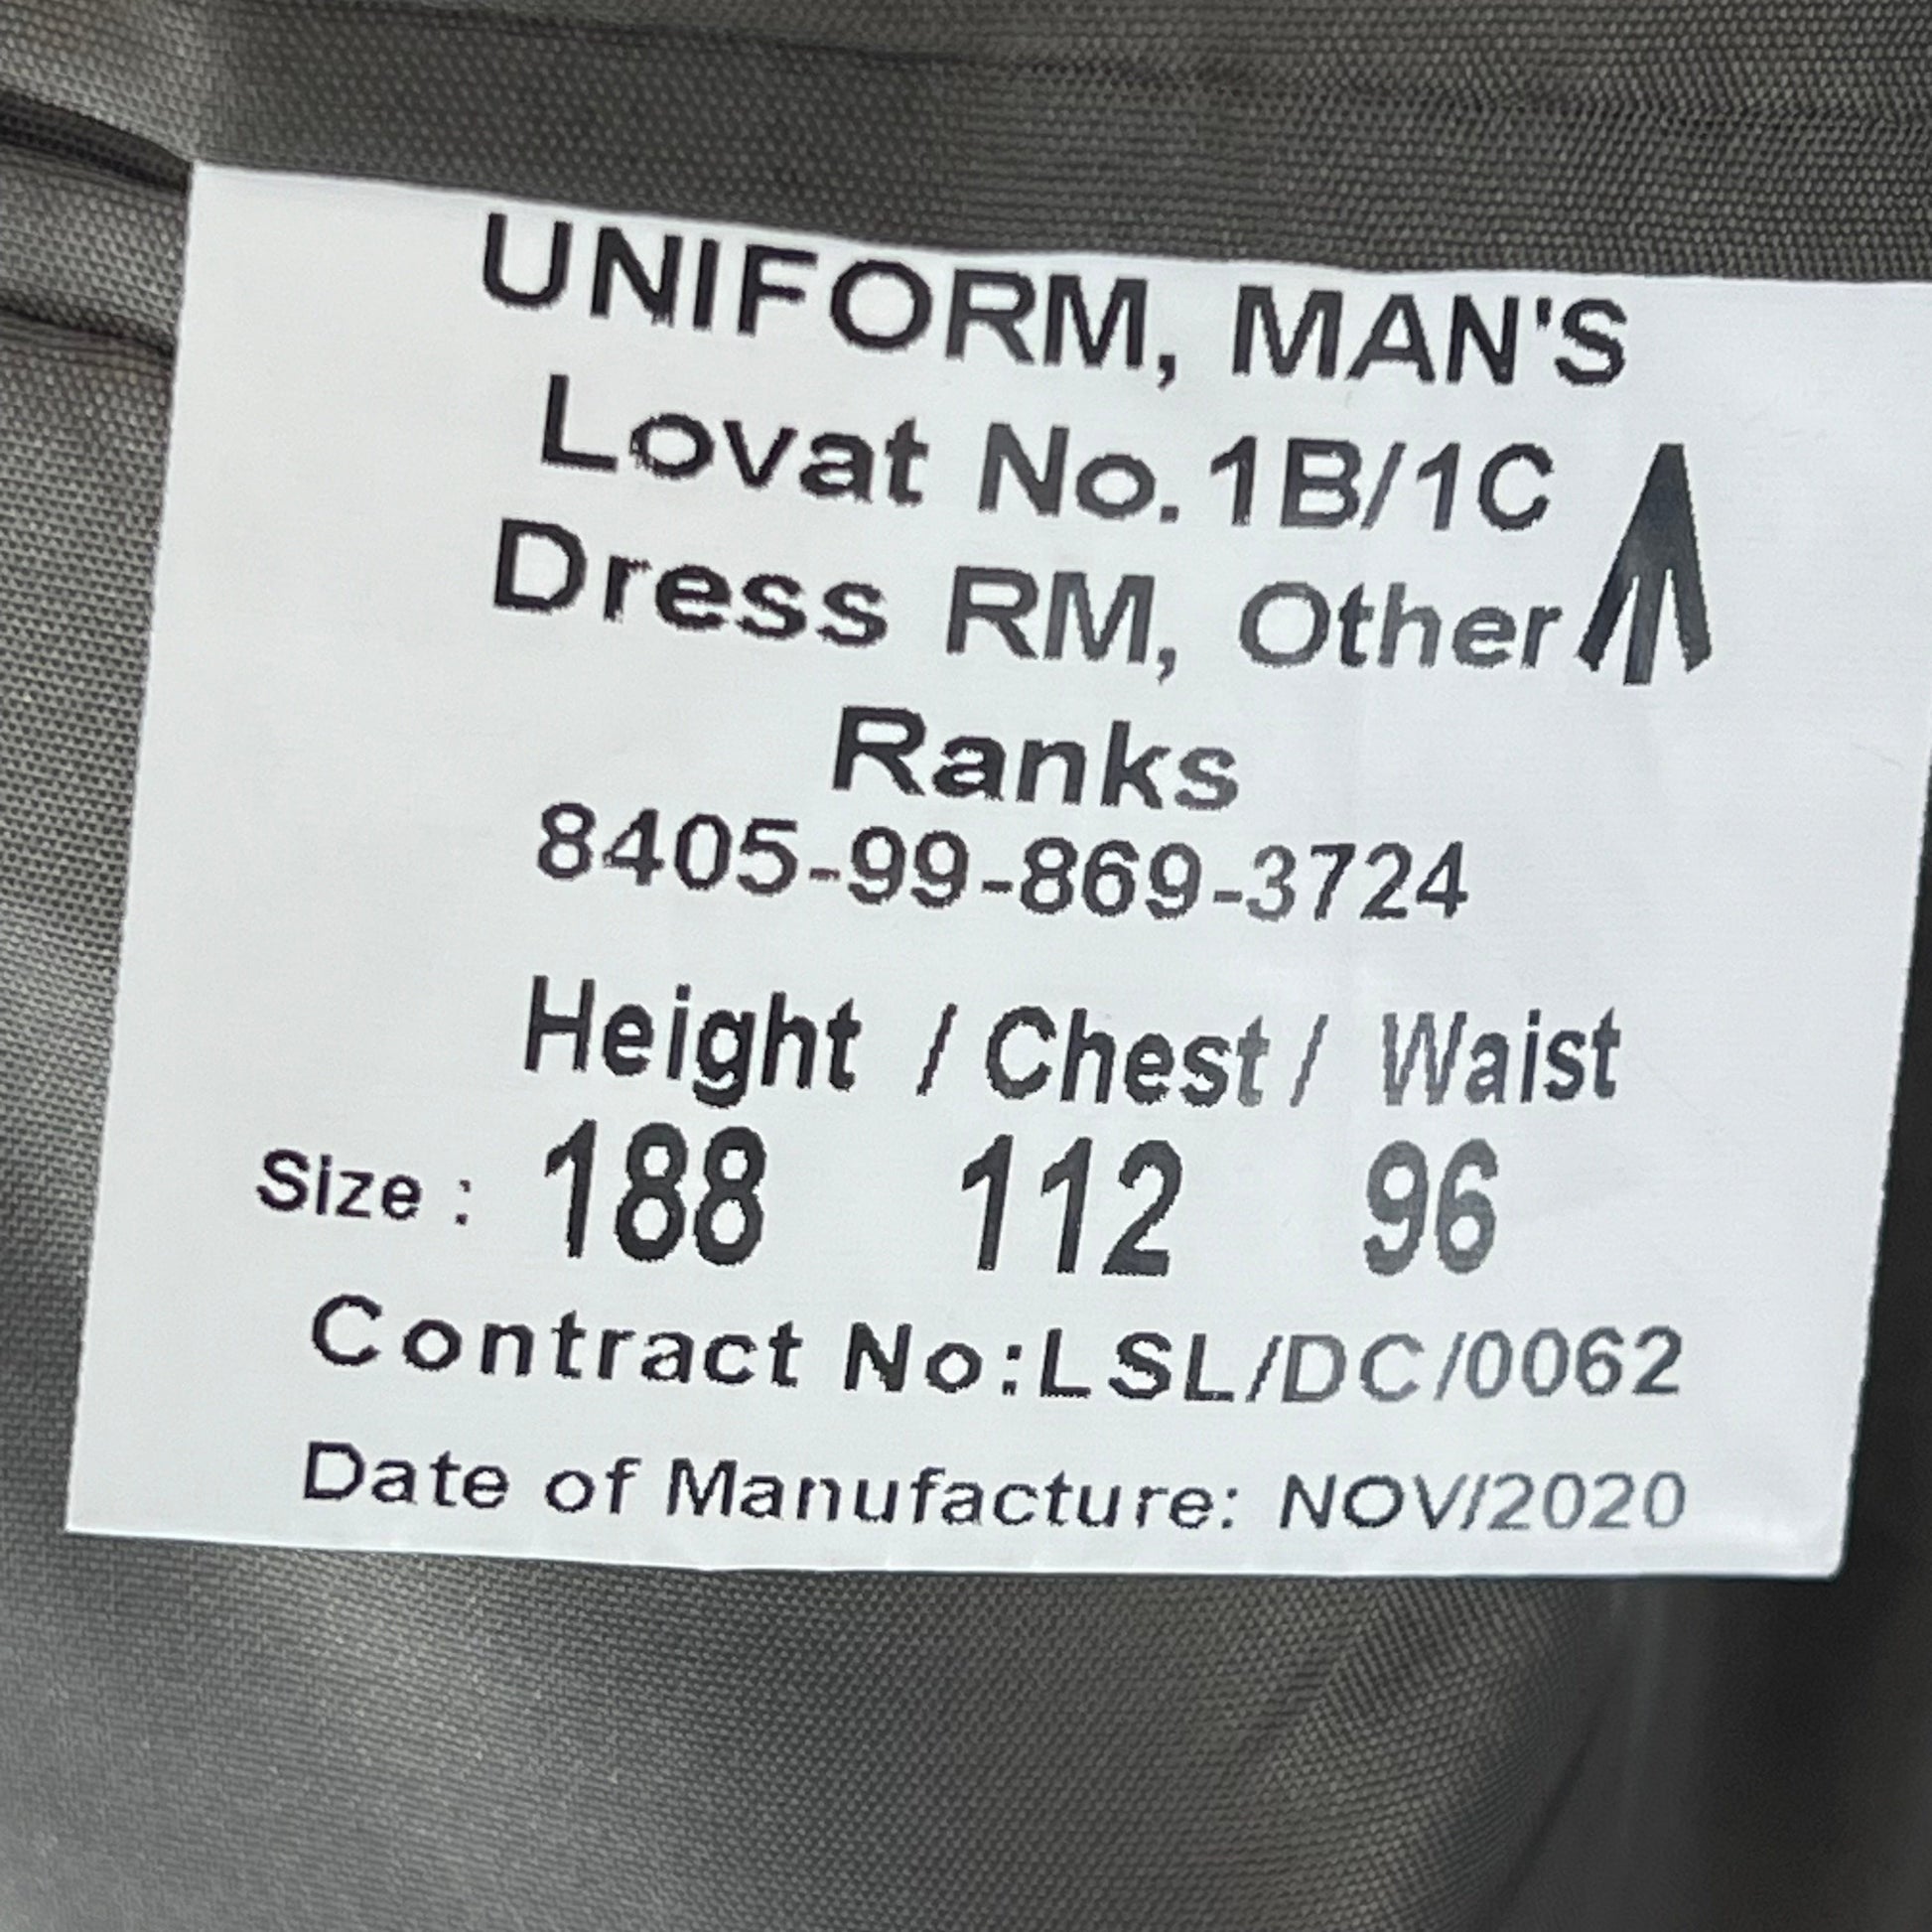 UNIFORM, MAN'S
Lovat No. 1B/1C
Dress RM, Other
Ranks
8405-99-869-3724
Height / Chest / Waist
Size : 188 112 96
Contract No:LSL/DC/0062
Date of Manufacture: NOV/2020